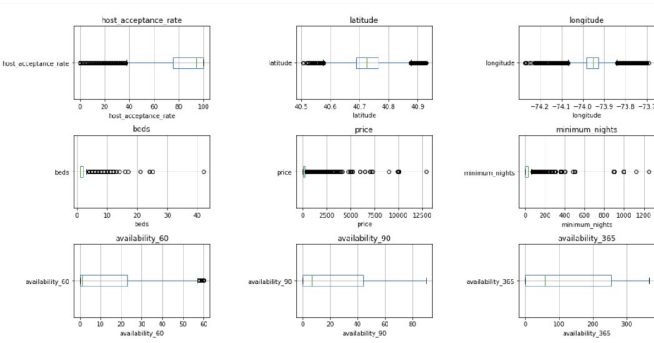 host_acceptance_rate
host_acceptance_rate
0 20 40 60 80 100
host_acceptance_rate
latitude
latitude
40.5 40.6 40.7 40.8 40.9
latitude
longitude
longitude
−74.2 −74.1 −74.0 −73.9 −73.8 −73.7
longitude
beds
beds
0 10 20 30 40
beds
price
price
0 2500 5000 7500 10000 12500
price
minimum_nights
minimum_nights
0 200 400 600 800 1000 1200
minimum_nights
availability_60
availability_60
0 10 20 30 40 50 60
availability_60
availability_90
availability_90
0 20 40 60 80
availability_90
availability_365
availability_365
0 100 200 300
availability_365